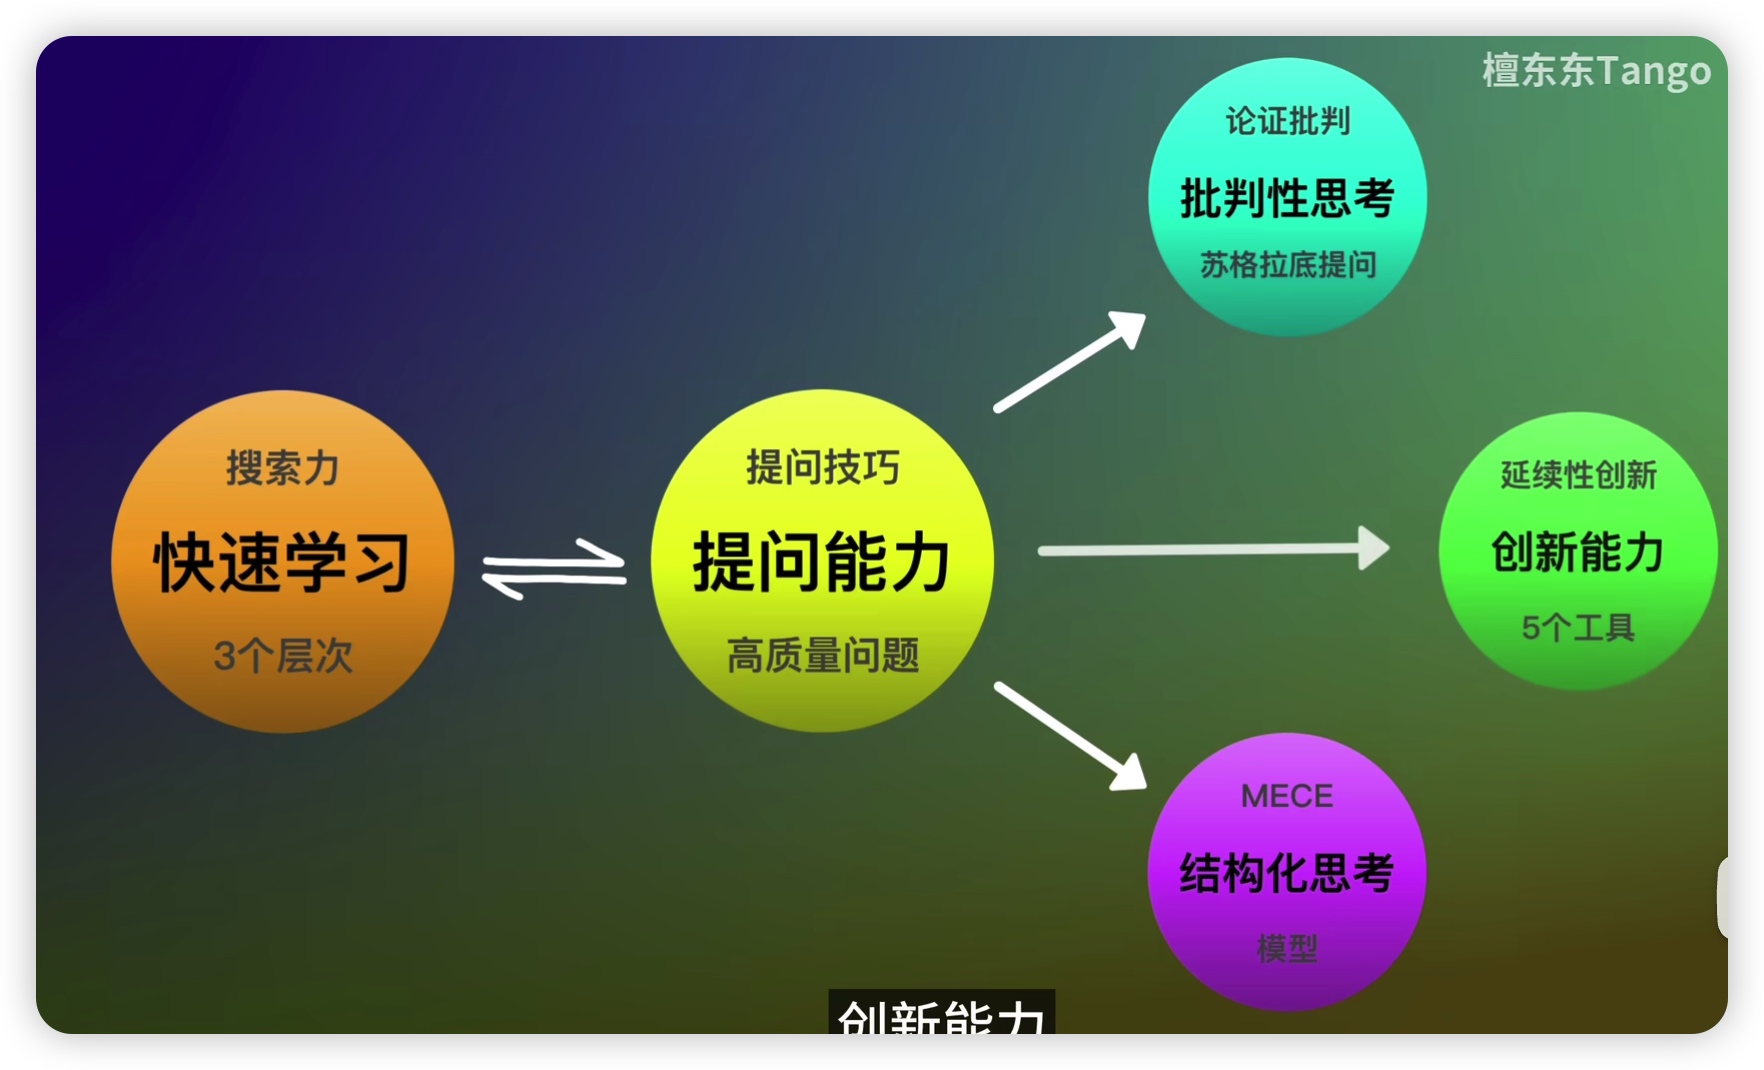 檀东东Tango
论证批判
批判性思考
苏格拉底提问
搜索力
快速学习
3个层次
提问技巧
提问能力
高质量问题
延续性创新
创新能力
5个工具
MECE
结构化思考
模型
创新能力